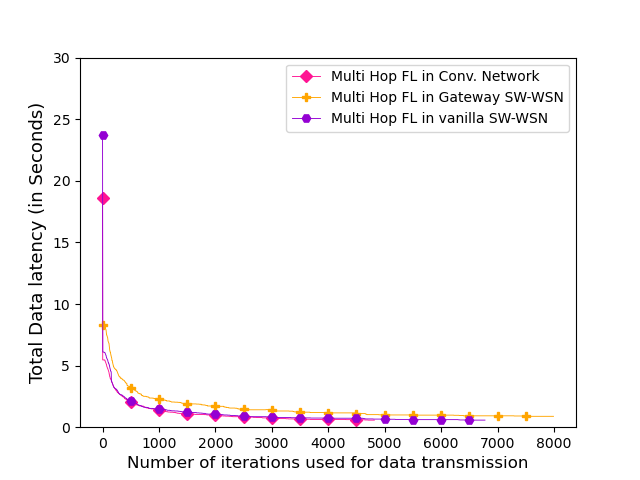 30
25
20
15
10
5
0
Total Data latency (in Seconds)
Multi Hop FL in Conv. Network
Multi Hop FL in Gateway SW-WSN
Multi Hop FL in vanilla SW-WSN
0 1000 2000 3000 4000 5000 6000 7000 8000
Number of iterations used for data transmission